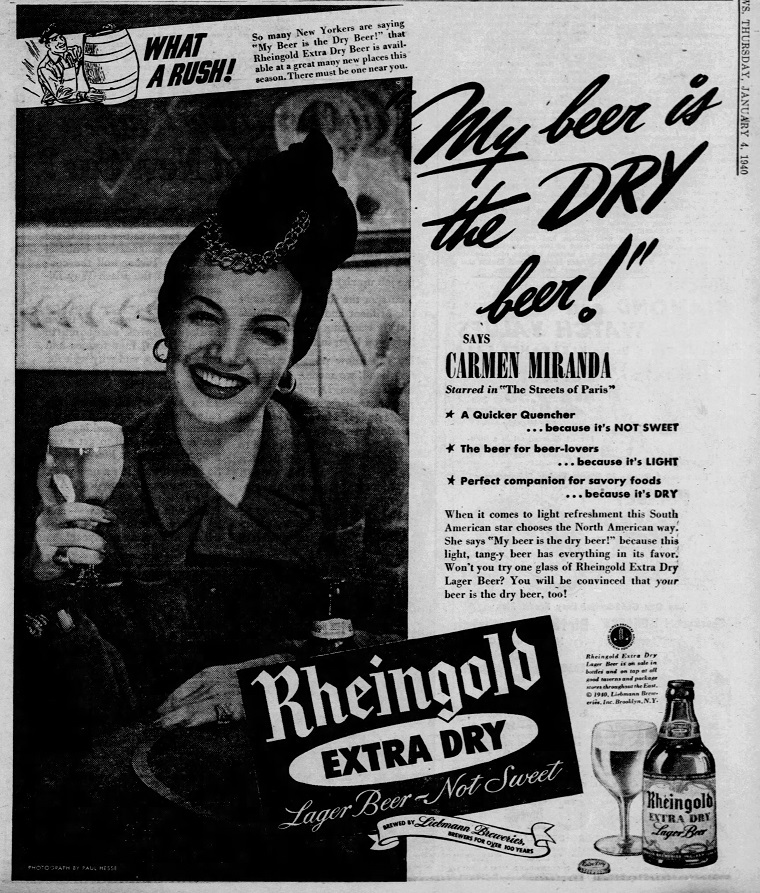 WHAT
A RUSH!
So many New Yorkers are saying
"My Beer is the Dry Beer!" that
Rheingold Extra Dry Beer is avail-
able at a great many new places this
season. There must be one near you.
WS, THURSDAY, JANUARY 4, 1940
"My beer is
the DRY
beer!"
SAYS
CARMEN MIRANDA
Starred in "The Streets of Paris"
★ A Quicker Quencher
... because it's NOT SWEET
★ The beer for beer-lovers
... because it's LIGHT
★ Perfect companion for savory foods
... because it's DRY
When it comes to light refreshment this South
American star chooses the North American way.
She says "My beer is the dry beer!" because this
light, tang-y beer has everything in its favor.
Won't you try one glass of Rheingold Extra Dry
Lager Beer? You will be convinced that your
beer is the dry beer, too!
Rheingold
EXTRA DRY
Lager Beer - Not Sweet
BREWED BY Liebmann Breweries,
BREWERS FOR OVER 100 YEARS
Rheingold Extra Dry
Lager Beer is on sale in
bottles and on tap at all
good taverns and package
stores throughout the East.
© 1940, Liebmann Brew-
eries, Inc. Brooklyn, N.Y.
Rheingold
EXTRA DRY
Lager Beer
PHOTOGRAPH BY PAUL HESSE